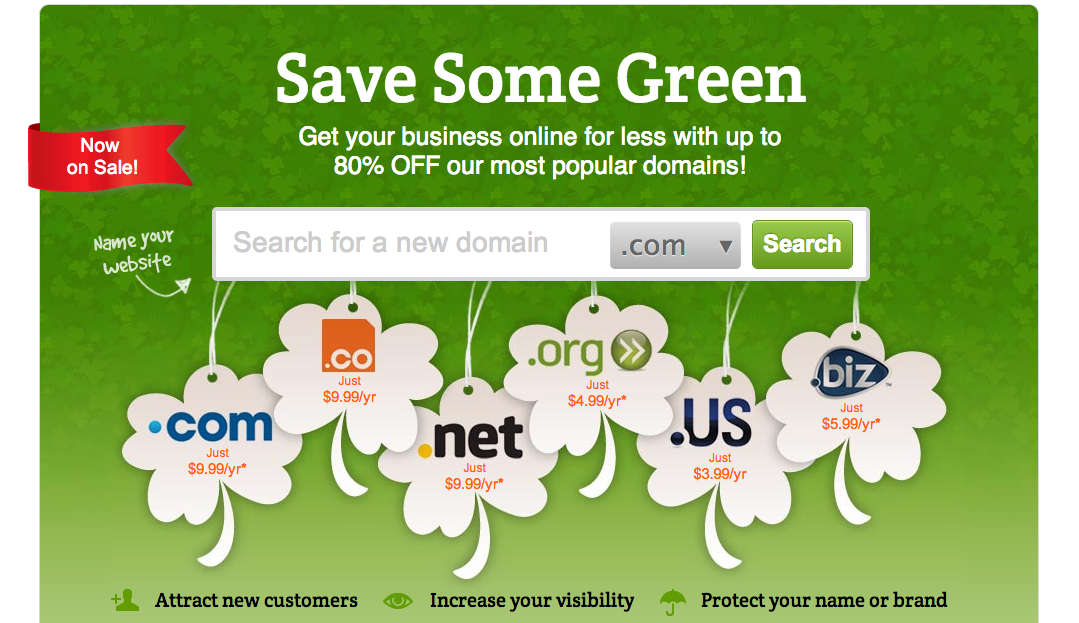 Save Some Green
Get your business online for less with up to
80% OFF our most popular domains!
Now
on Sale!
Name your
website
Search for a new domain
.com
Search
.com
Just
$9.99/yr*
.co
Just
$9.99/yr
.net
Just
$9.99/yr*
.org
Just
$4.99/yr*
.US
Just
$3.99/yr
.biz™
Just
$5.99/yr*
Attract new customers
Increase your visibility
Protect your name or brand